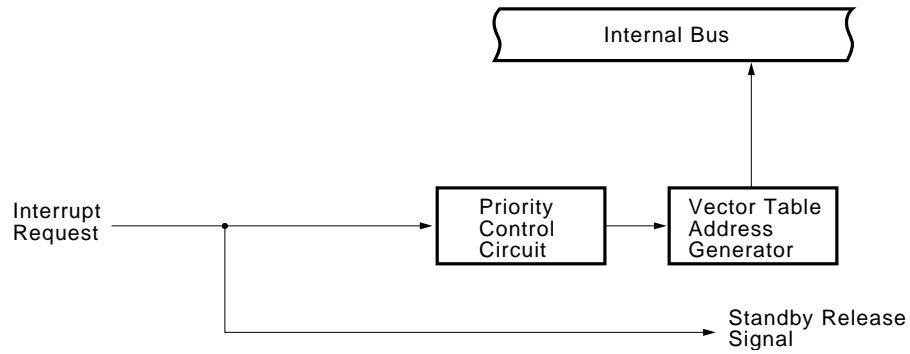 Internal Bus
Interrupt
Request
Priority
Control
Circuit
Vector Table
Address
Generator
Standby Release
Signal